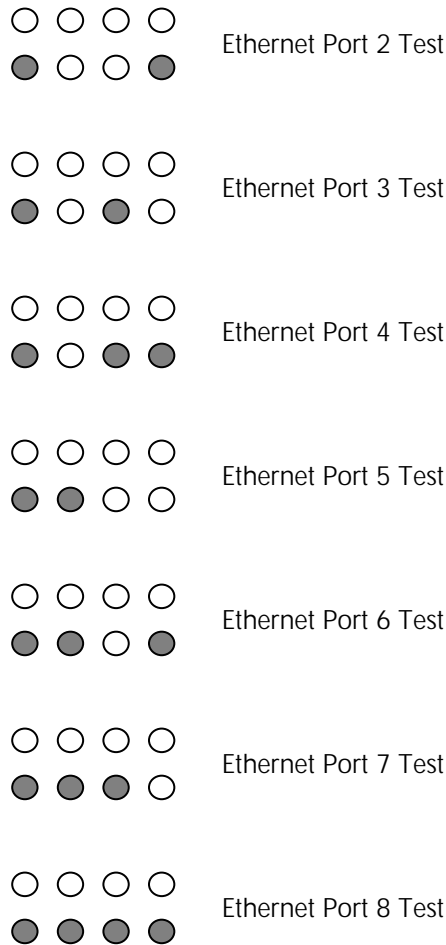 Ethernet Port 2 Test
Ethernet Port 3 Test
Ethernet Port 4 Test
Ethernet Port 5 Test
Ethernet Port 6 Test
Ethernet Port 7 Test
Ethernet Port 8 Test